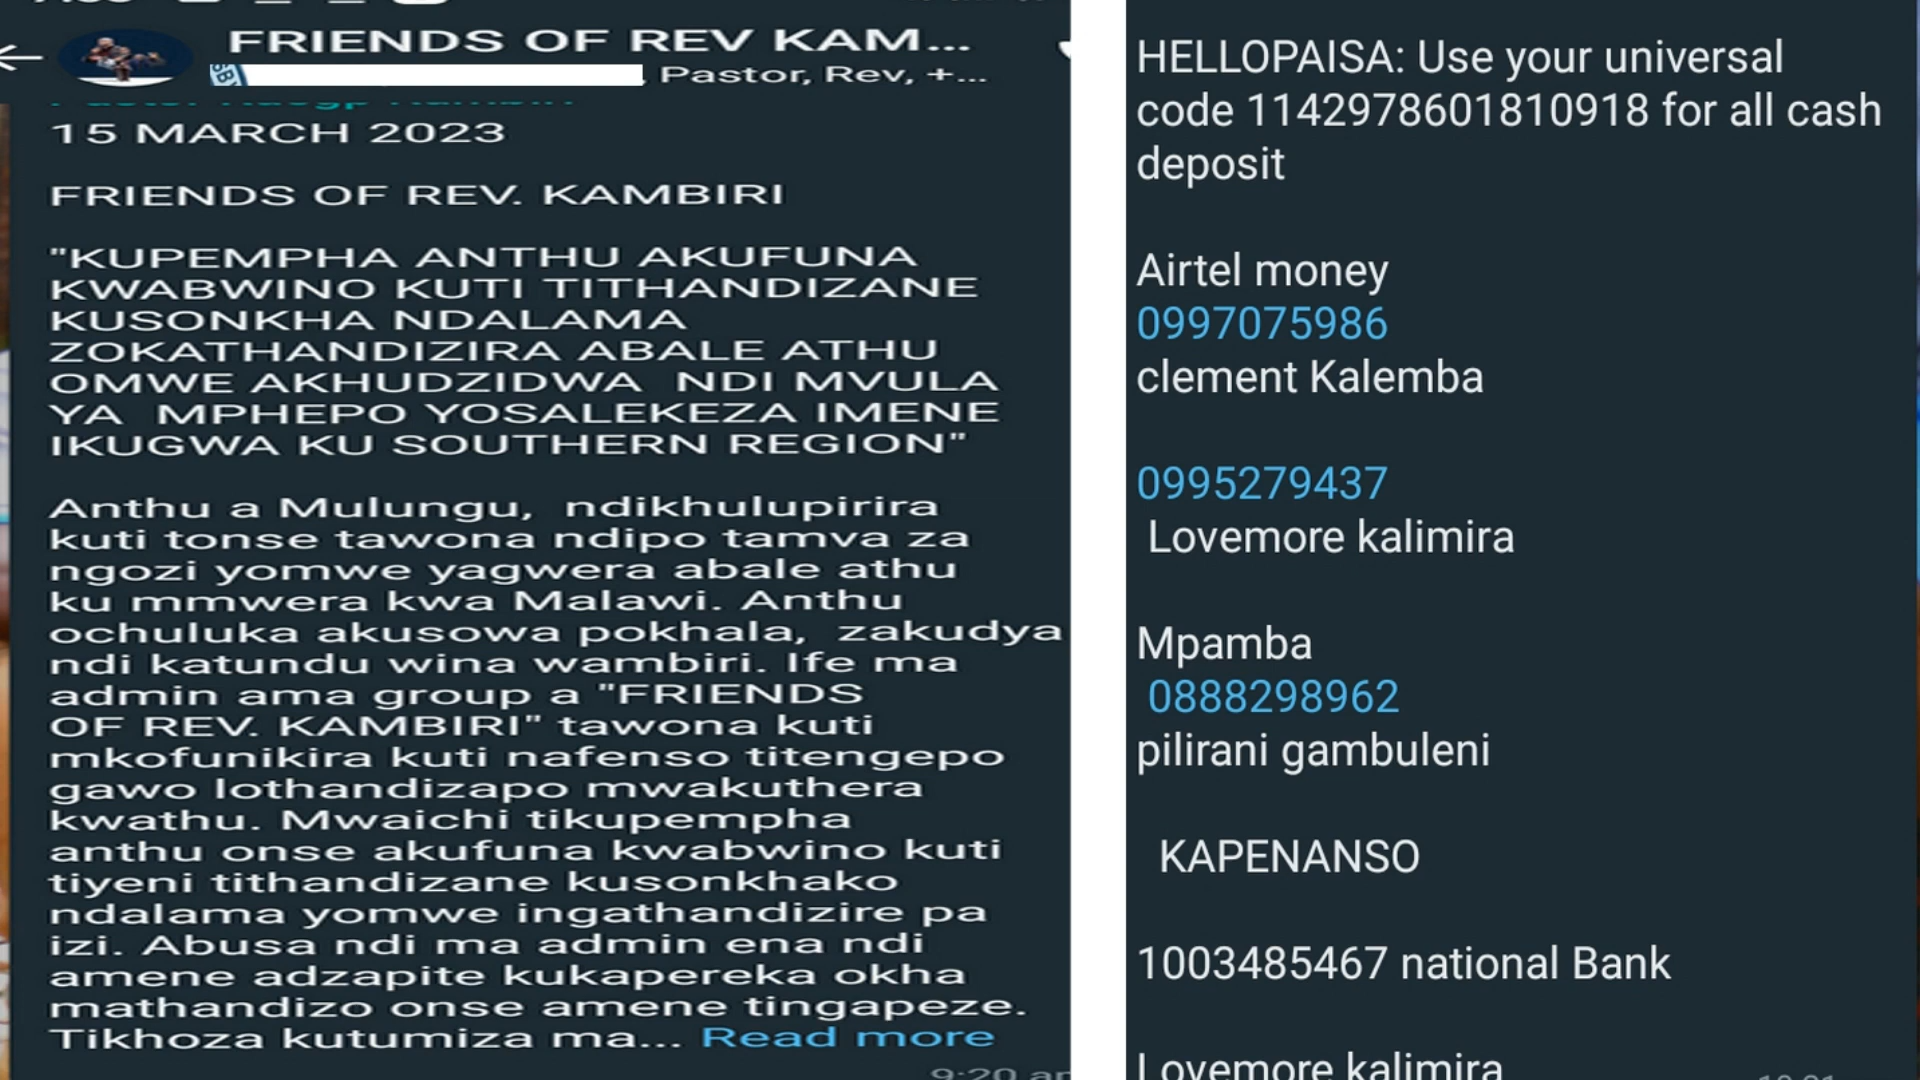 FRIENDS OF REV KAM...
, Pastor, Rev, +...
15 MARCH 2023
FRIENDS OF REV. KAMBIRI
"KUPEMPHA ANTHU AKUFUNA
KWABWINO KUTI TITHANDIZANE
KUSONKHA NDALAMA
ZOKATHANDIZIRA ABALE ATHU
OMWE AKHUDZIDWA NDI MVULA
YA MPHEPO YOSALEKEZA IMENE
IKUGWA KU SOUTHERN REGION"
Anthu a Mulungu, ndikhulupirira
kuti tonse tawona ndipo tamva za
ngozi yomwe yagwera abale athu
ku mmwera kwa Malawi. Anthu
ochuluka akusowa pokhala, zakudya
ndi katundu wina wambiri. Ife ma
admin ama group a "FRIENDS
OF REV. KAMBIRI" tawona kuti
mkofunikira kuti nafenso titengepo
gawo lothandizapo mwakuthera
kwathu. Mwaichi tikupempha
anthu onse akufuna kwabwino kuti
tiyeni tithandizane kusonkhako
ndalama yomwe ingathandizire pa
izi. Abusa ndi ma admin ena ndi
amene adzapite kukapereka okha
mathandizo onse amene tingapeze.
Tikhoza kutumiza ma... Read more
HELLOPAISA: Use your universal
code 1142978601810918 for all cash
deposit
Airtel money
0997075986
clement Kalemba
0995279437
Lovemore kalimira
Mpamba
0888298962
pilirani gambuleni
KAPENANSO
1003485467 national Bank
Lovemore kalimira